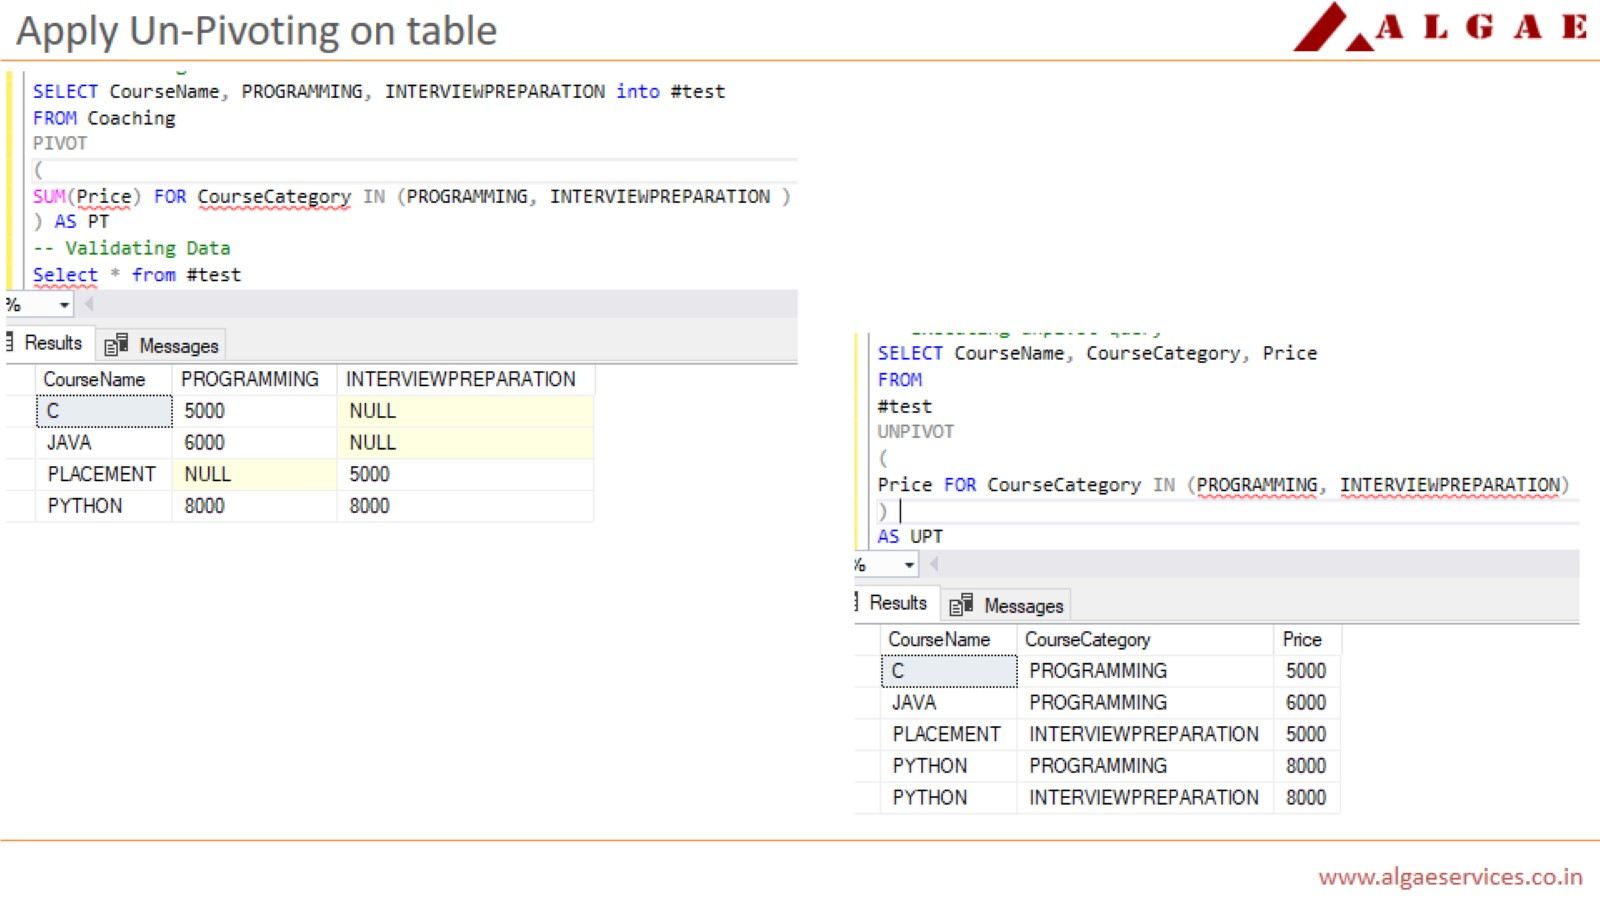 Apply Un-Pivoting on table
ALGAE
SELECT CourseName, PROGRAMMING, INTERVIEWPREPARATION into #test
FROM Coaching
PIVOT
(
SUM(Price) FOR CourseCategory IN (PROGRAMMING, INTERVIEWPREPARATION )
) AS PT
-- Validating Data
Select * from #test
%
Results Messages
CourseName PROGRAMMING INTERVIEWPREPARATION
C 5000 NULL
JAVA 6000 NULL
PLACEMENT NULL 5000
PYTHON 8000 8000
Executing unpivot query
SELECT CourseName, CourseCategory, Price
FROM
#test
UNPIVOT
(
Price FOR CourseCategory IN (PROGRAMMING, INTERVIEWPREPARATION)
)
AS UPT
%
Results Messages
CourseName CourseCategory Price
C PROGRAMMING 5000
JAVA PROGRAMMING 6000
PLACEMENT INTERVIEWPREPARATION 5000
PYTHON PROGRAMMING 8000
PYTHON INTERVIEWPREPARATION 8000
www.algaeservices.co.in